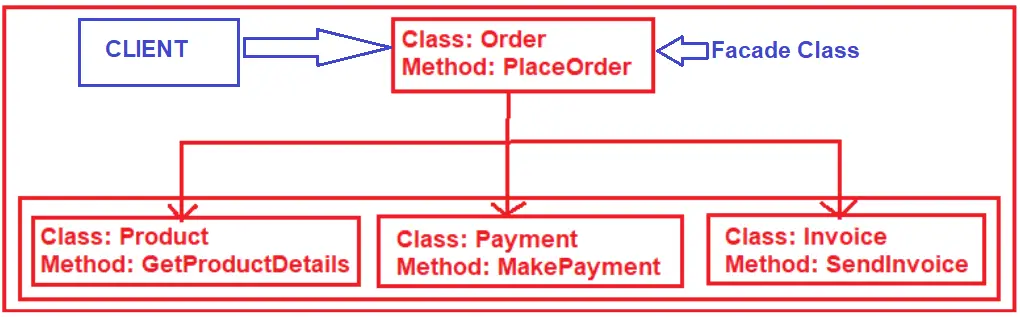 CLIENT
Class: Order
Method: PlaceOrder
Facade Class
Class: Product
Method: GetProductDetails
Class: Payment
Method: MakePayment
Class: Invoice
Method: SendInvoice